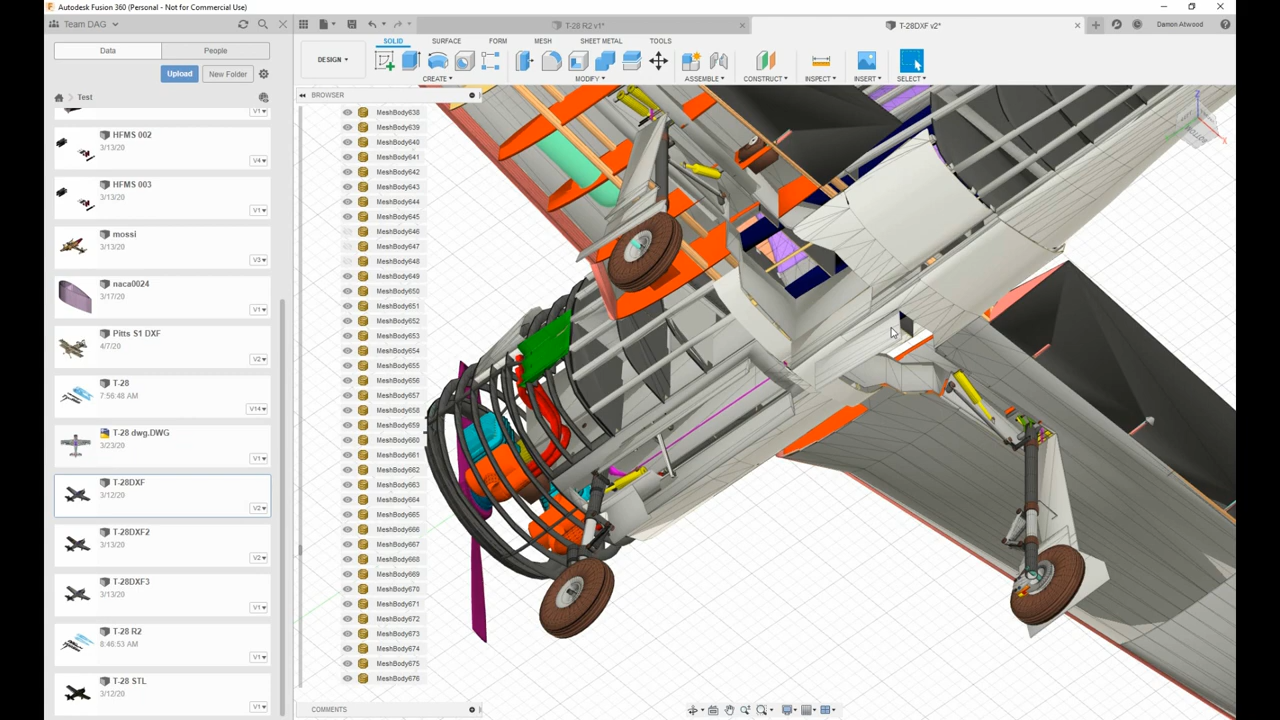 Autodesk Fusion 360 (Personal - Not for Commercial Use)
Team DAG
T-28 R2 v1*
T-28DXF v2*
Damon Atwood
Data
People
SOLID
SURFACE
FORM
MESH
SHEET METAL
TOOLS
DESIGN
Upload
New Folder
CREATE
MODIFY
ASSEMBLE
CONSTRUCT
INSPECT
INSERT
SELECT
Test
BROWSER
V1
HFMS 002
3/13/20
V4
HFMS 003
3/13/20
V1
mossi
3/13/20
V3
naca0024
3/17/20
V1
Pitts S1 DXF
4/7/20
V2
T-28
7:56:48 AM
V14
T-28 dwg.DWG
3/23/20
V1
T-28DXF
3/12/20
V2
T-28DXF2
3/13/20
V2
T-28DXF3
3/13/20
V1
T-28 R2
8:46:53 AM
V1
T-28 STL
3/12/20
V1
MeshBody638
MeshBody639
MeshBody640
MeshBody641
MeshBody642
MeshBody643
MeshBody644
MeshBody645
MeshBody646
MeshBody647
MeshBody648
MeshBody649
MeshBody650
MeshBody651
MeshBody652
MeshBody653
MeshBody654
MeshBody655
MeshBody656
MeshBody657
MeshBody658
MeshBody659
MeshBody660
MeshBody661
MeshBody662
MeshBody663
MeshBody664
MeshBody665
MeshBody666
MeshBody667
MeshBody668
MeshBody669
MeshBody670
MeshBody671
MeshBody672
MeshBody673
MeshBody674
MeshBody675
MeshBody676
Z
X
COMMENTS